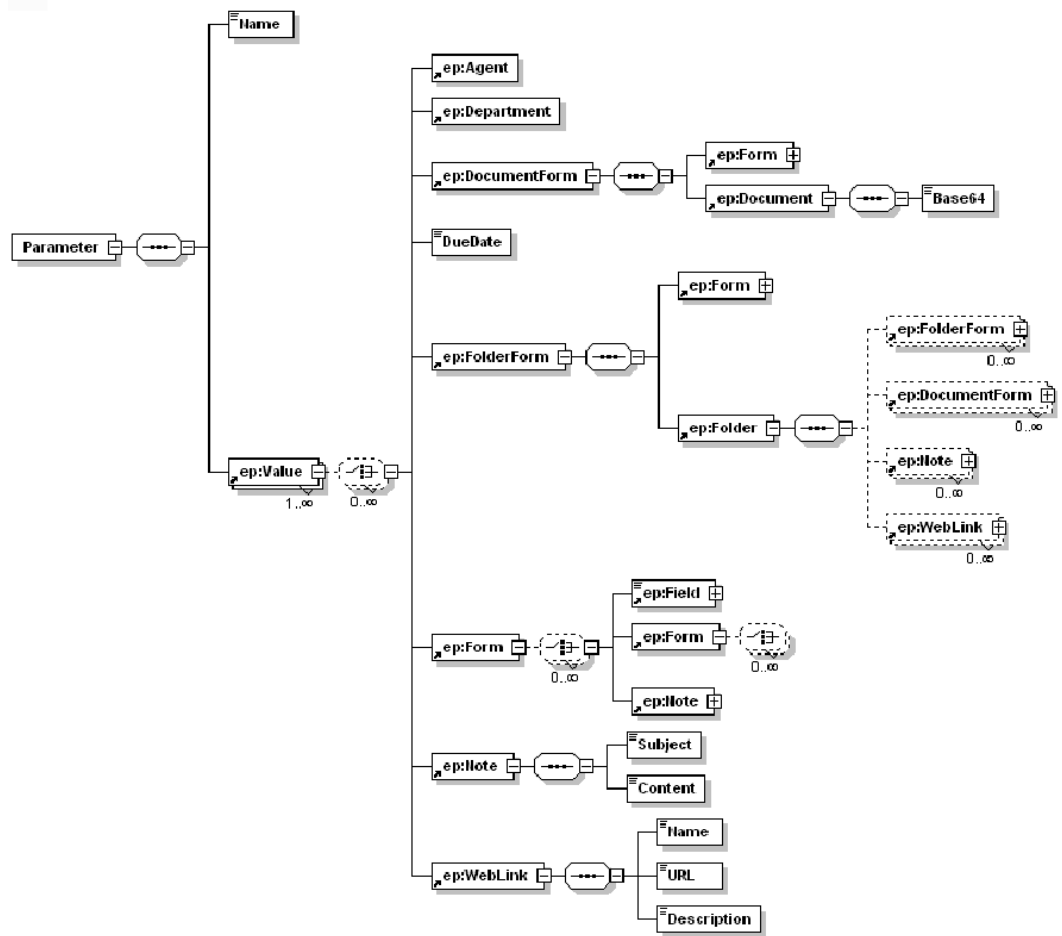 Name
ep:Agent
ep:Department
ep:DocumentForm
ep:Form
ep:Document
Base64
DueDate
Parameter
ep:Form
ep:FolderForm
0..∞
ep:FolderForm
ep:DocumentForm
0..∞
ep:Folder
ep:Note
0..∞
ep:Value
1..∞
0..∞
ep:WebLink
0..∞
ep:Field
ep:Form
ep:Form
0..∞
0..∞
ep:Note
Subject
ep:Note
Content
Name
ep:WebLink
URL
Description